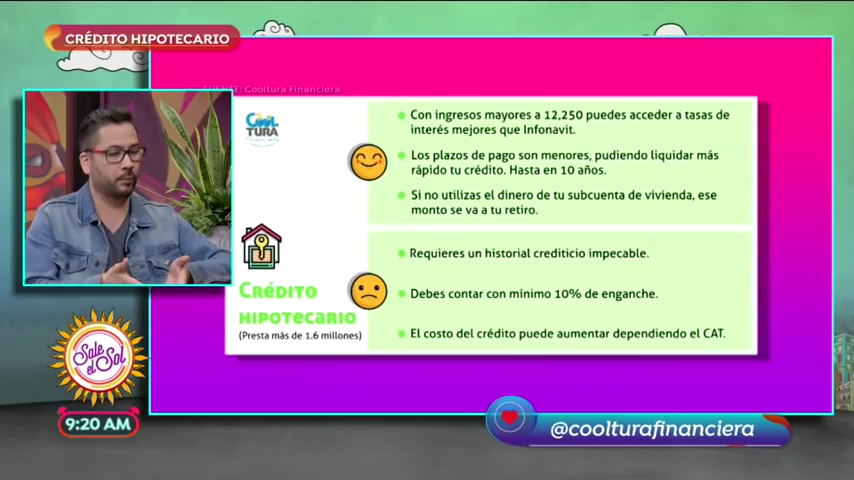 CRÉDITO HIPOTECARIO
FUENTE: Cooltura Financiera
COOL
TURA
financiera
Con ingresos mayores a 12,250 puedes acceder a tasas de
interés mejores que Infonavit.
Los plazos de pago son menores, pudiendo liquidar más
rápido tu crédito. Hasta en 10 años.
Si no utilizas el dinero de tu subcuenta de vivienda, ese
monto se va a tu retiro.
Crédito
hipotecario
(Presta más de 1.6 millones)
Requieres un historial crediticio impecable.
Debes contar con mínimo 10% de enganche.
El costo del crédito puede aumentar dependiendo el CAT.
Sale
el Sol
9:20 AM
@coolturafinanciera